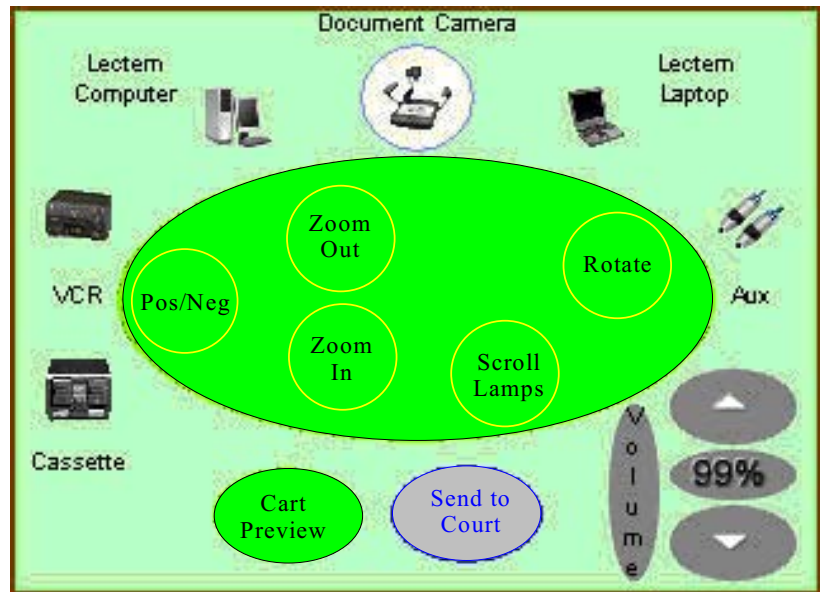 Document Camera
Lectern
Computer
Lectern
Laptop
Zoom
Out
Rotate
VCR
Pos/Neg
Aux
Zoom
In
Scroll
Lamps
Cassette
Volume
99%
Cart
Preview
Send to
Court